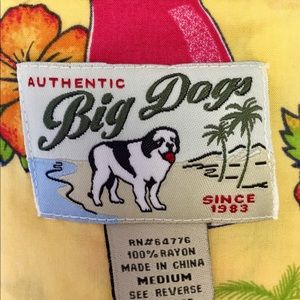 AUTHENTIC
Big Dogs
SINCE
1983
RN#64776
100% RAYON
MADE IN CHINA
MEDIUM
SEE REVERSE